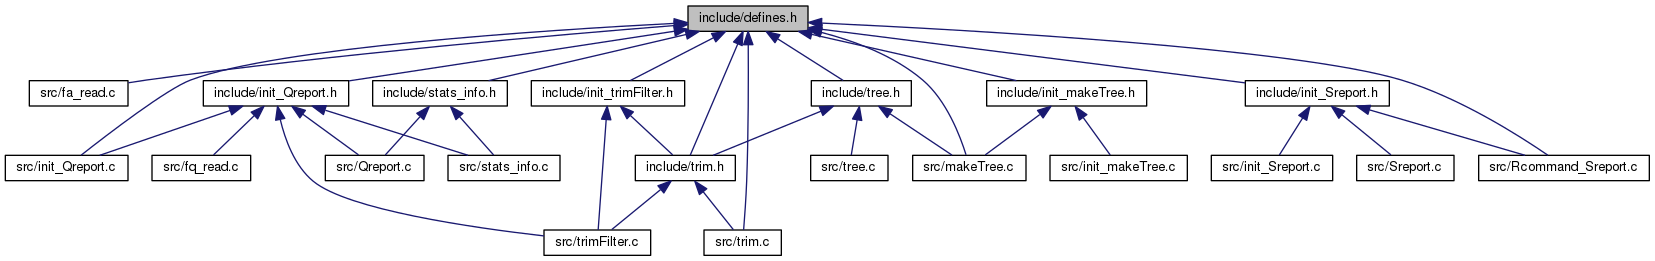 include/defines.h
src/fa_read.c
include/init_Qreport.h
include/stats_info.h
include/init_trimFilter.h
include/tree.h
include/init_makeTree.h
include/init_Sreport.h
src/init_Qreport.c
src/fq_read.c
src/Qreport.c
src/stats_info.c
include/trim.h
src/tree.c
src/makeTree.c
src/init_makeTree.c
src/init_Sreport.c
src/Sreport.c
src/Rcommand_Sreport.c
src/trimFilter.c
src/trim.c